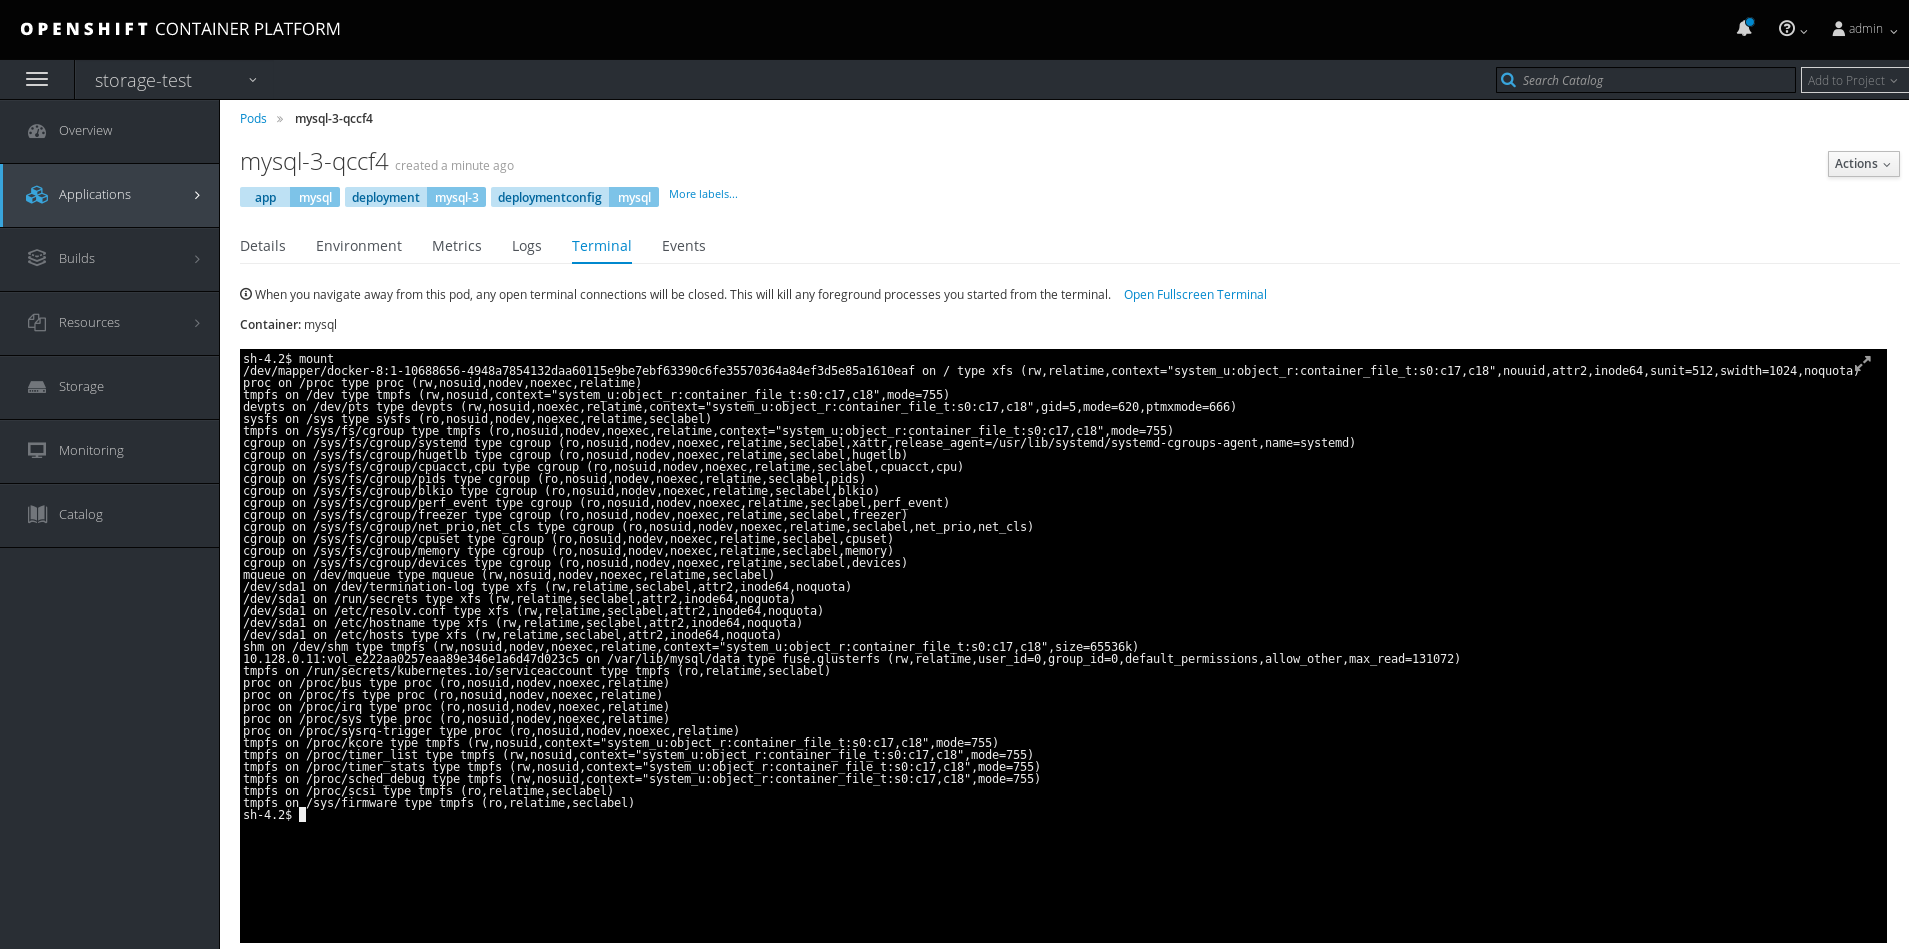 OPENSHIFT CONTAINER PLATFORM
admin
storage-test
Search Catalog
Add to Project
Overview
Applications
Builds
Resources
Storage
Monitoring
Catalog
Pods » mysql-3-qccf4
mysql-3-qccf4 created a minute ago
Actions
app mysql deployment mysql-3 deploymentconfig mysql More labels...
Details Environment Metrics Logs Terminal Events
When you navigate away from this pod, any open terminal connections will be closed. This will kill any foreground processes you started from the terminal. Open Fullscreen Terminal
Container: mysql
sh-4.2$ mount
/dev/mapper/docker-8:1-10688656-4948a7854132daa60115e9be7ebf63390c6fe35570364a84ef3d5e85a1610eaf on / type xfs (rw,relatime,context="system_u:object_r:container_file_t:s0:c17,c18",nouuid,attr2,inode64,sunit=512,swidth=1024,noquota)
proc on /proc type proc (rw,nosuid,nodev,noexec,relatime)
tmpfs on /dev type tmpfs (rw,nosuid,context="system_u:object_r:container_file_t:s0:c17,c18",mode=755)
devpts on /dev/pts type devpts (rw,nosuid,noexec,relatime,context="system_u:object_r:container_file_t:s0:c17,c18",gid=5,mode=620,ptmxmode=666)
sysfs on /sys type sysfs (ro,nosuid,nodev,noexec,relatime,seclabel)
tmpfs on /sys/fs/cgroup type tmpfs (ro,nosuid,nodev,noexec,relatime,context="system_u:object_r:container_file_t:s0:c17,c18",mode=755)
cgroup on /sys/fs/cgroup/systemd type cgroup (ro,nosuid,nodev,noexec,relatime,seclabel,xattr,release_agent=/usr/lib/systemd/systemd-cgroups-agent,name=systemd)
cgroup on /sys/fs/cgroup/hugetlb type cgroup (ro,nosuid,nodev,noexec,relatime,seclabel,hugetlb)
cgroup on /sys/fs/cgroup/cpuacct,cpu type cgroup (ro,nosuid,nodev,noexec,relatime,seclabel,cpuacct,cpu)
cgroup on /sys/fs/cgroup/pids type cgroup (ro,nosuid,nodev,noexec,relatime,seclabel,pids)
cgroup on /sys/fs/cgroup/blkio type cgroup (ro,nosuid,nodev,noexec,relatime,seclabel,blkio)
cgroup on /sys/fs/cgroup/perf_event type cgroup (ro,nosuid,nodev,noexec,relatime,seclabel,perf_event)
cgroup on /sys/fs/cgroup/freezer type cgroup (ro,nosuid,nodev,noexec,relatime,seclabel,freezer)
cgroup on /sys/fs/cgroup/net_prio,net_cls type cgroup (ro,nosuid,nodev,noexec,relatime,seclabel,net_prio,net_cls)
cgroup on /sys/fs/cgroup/cpuset type cgroup (ro,nosuid,nodev,noexec,relatime,seclabel,cpuset)
cgroup on /sys/fs/cgroup/memory type cgroup (ro,nosuid,nodev,noexec,relatime,seclabel,memory)
cgroup on /sys/fs/cgroup/devices type cgroup (ro,nosuid,nodev,noexec,relatime,seclabel,devices)
mqueue on /dev/mqueue type mqueue (rw,nosuid,nodev,noexec,relatime,seclabel)
/dev/sda1 on /dev/termination-log type xfs (rw,relatime,seclabel,attr2,inode64,noquota)
/dev/sda1 on /run/secrets type xfs (rw,relatime,seclabel,attr2,inode64,noquota)
/dev/sda1 on /etc/resolv.conf type xfs (rw,relatime,seclabel,attr2,inode64,noquota)
/dev/sda1 on /etc/hostname type xfs (rw,relatime,seclabel,attr2,inode64,noquota)
/dev/sda1 on /etc/hosts type xfs (rw,relatime,seclabel,attr2,inode64,noquota)
shm on /dev/shm type tmpfs (rw,nosuid,nodev,noexec,relatime,context="system_u:object_r:container_file_t:s0:c17,c18",size=65536k)
10.128.0.11:vol_e222aa0257eaa89e346e1a6d47d023c5 on /var/lib/mysql/data type fuse.glusterfs (rw,relatime,user_id=0,group_id=0,default_permissions,allow_other,max_read=131072)
tmpfs on /run/secrets/kubernetes.io/serviceaccount type tmpfs (ro,relatime,seclabel)
proc on /proc/bus type proc (ro,nosuid,nodev,noexec,relatime)
proc on /proc/fs type proc (ro,nosuid,nodev,noexec,relatime)
proc on /proc/irq type proc (ro,nosuid,nodev,noexec,relatime)
proc on /proc/sys type proc (ro,nosuid,nodev,noexec,relatime)
proc on /proc/sysrq-trigger type proc (ro,nosuid,nodev,noexec,relatime)
tmpfs on /proc/kcore type tmpfs (rw,nosuid,context="system_u:object_r:container_file_t:s0:c17,c18",mode=755)
tmpfs on /proc/timer_list type tmpfs (rw,nosuid,context="system_u:object_r:container_file_t:s0:c17,c18",mode=755)
tmpfs on /proc/timer_stats type tmpfs (rw,nosuid,context="system_u:object_r:container_file_t:s0:c17,c18",mode=755)
tmpfs on /proc/sched_debug type tmpfs (rw,nosuid,context="system_u:object_r:container_file_t:s0:c17,c18",mode=755)
tmpfs on /proc/scsi type tmpfs (ro,relatime,seclabel)
tmpfs on /sys/firmware type tmpfs (ro,relatime,seclabel)
sh-4.2$